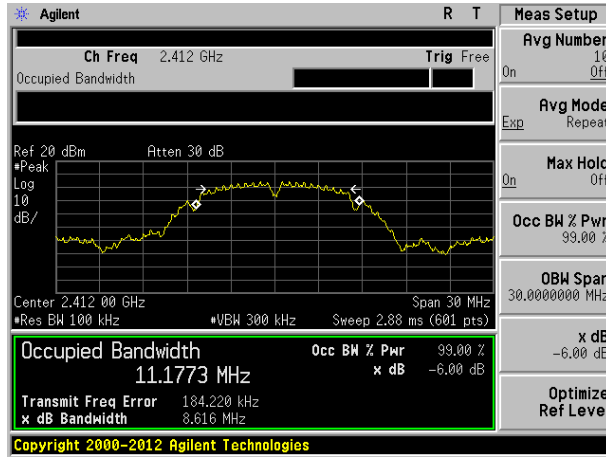 Agilent R T
Ch Freq 2.412 GHz Trig Free
Occupied Bandwidth
Ref 20 dBm Atten 30 dB
#Peak
Log
10
dB/
Center 2.412 00 GHz Span 30 MHz
#Res BW 100 kHz #VBW 300 kHz Sweep 2.88 ms (601 pts)
Occupied Bandwidth Occ BW % Pwr 99.00 %
11.1773 MHz x dB -6.00 dB
Transmit Freq Error 184.220 kHz
x dB Bandwidth 8.616 MHz
Copyright 2000-2012 Agilent Technologies
Meas Setup
Avg Number
10
On Off
Avg Mode
Exp Repeat
Max Hold
On Off
Occ BW % Pwr
99.00 %
OBW Span
30.0000000 MHz
x dB
-6.00 dB
Optimize
Ref Level